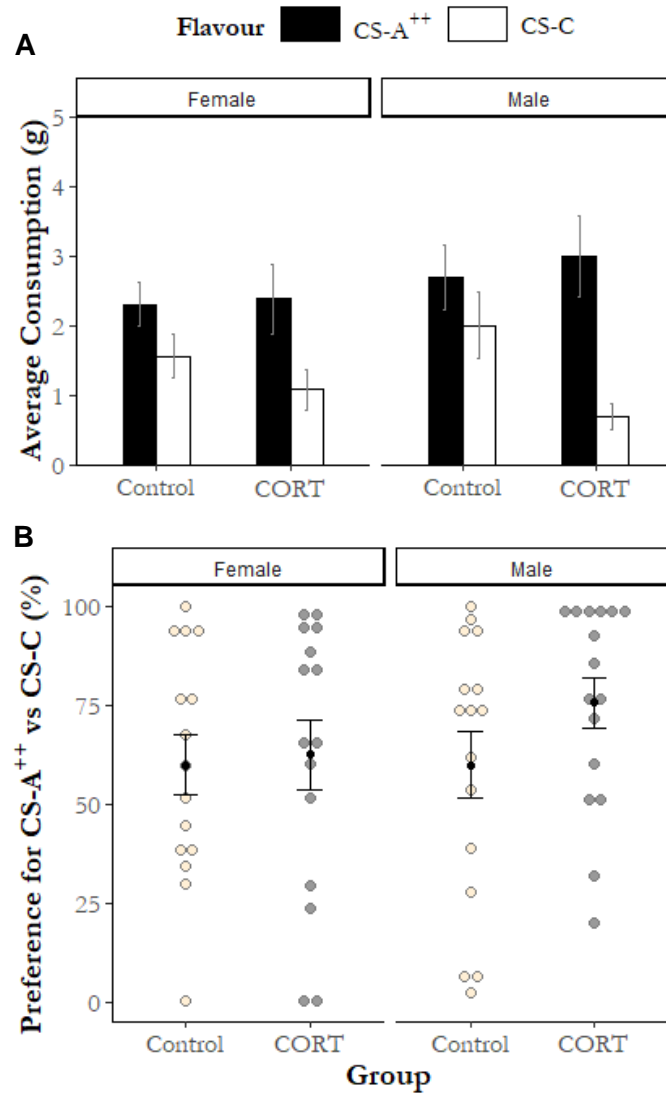 Flavour CS-A++ CS-C
A
Female Male
Average Consumption (g)
5
4
3
2
1
0
Control CORT Control CORT
B
Female Male
Preference for CS-A++ vs CS-C (%)
100
75
50
25
0
Control CORT Control CORT
Group